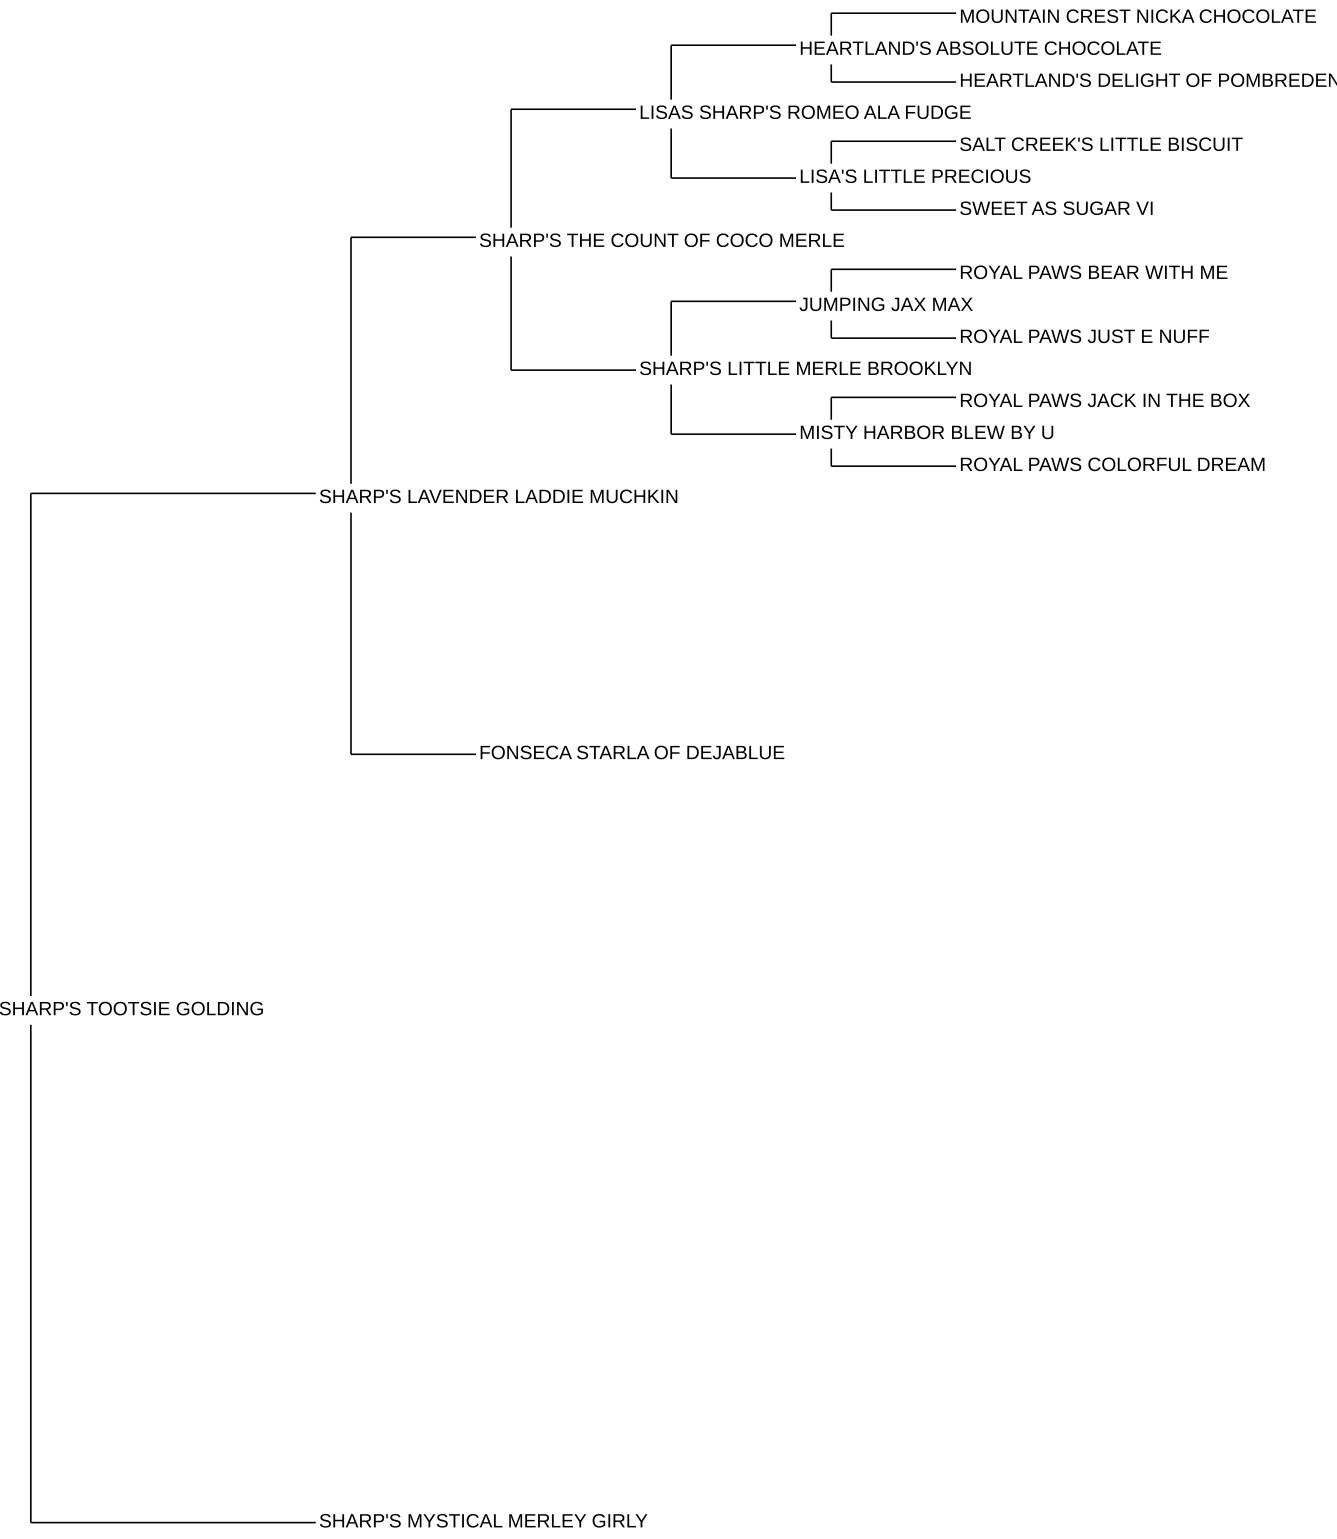 MOUNTAIN CREST NICKA CHOCOLATE
HEARTLAND'S ABSOLUTE CHOCOLATE
HEARTLAND'S DELIGHT OF POMBREDEN
LISAS SHARP'S ROMEO ALA FUDGE
SALT CREEK'S LITTLE BISCUIT
LISA'S LITTLE PRECIOUS
SWEET AS SUGAR VI
SHARP'S THE COUNT OF COCO MERLE
ROYAL PAWS BEAR WITH ME
JUMPING JAX MAX
ROYAL PAWS JUST E NUFF
SHARP'S LITTLE MERLE BROOKLYN
ROYAL PAWS JACK IN THE BOX
MISTY HARBOR BLEW BY U
ROYAL PAWS COLORFUL DREAM
SHARP'S LAVENDER LADDIE MUCHKIN
FONSECA STARLA OF DEJABLUE
SHARP'S TOOTSIE GOLDING
SHARP'S MYSTICAL MERLEY GIRLY